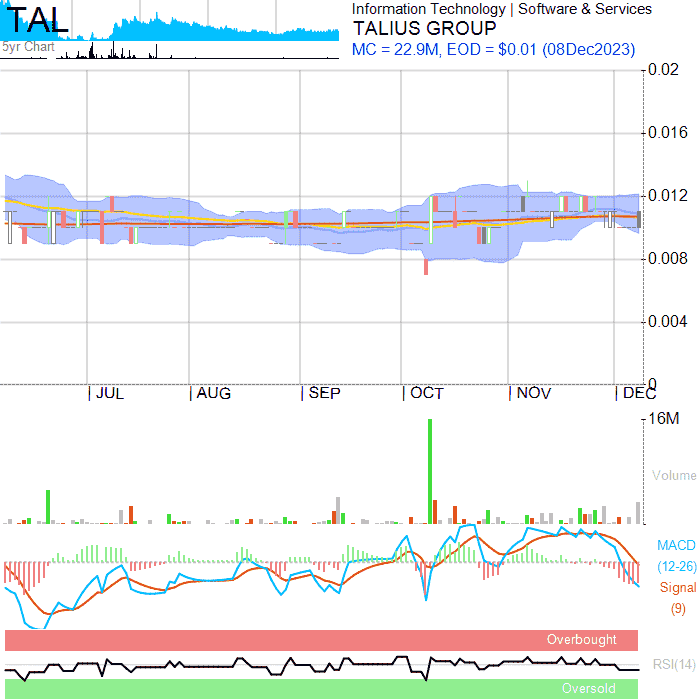 TAL
5yr Chart
Information Technology | Software & Services
TALIUS GROUP
MC = 22.9M, EOD = $0.01 (08Dec2023)
0.02
0.016
0.012
0.008
0.004
0
JUL
AUG
SEP
OCT
NOV
DEC
16M
Volume
MACD
(12-26)
Signal
(9)
Overbought
RSI(14)
Oversold